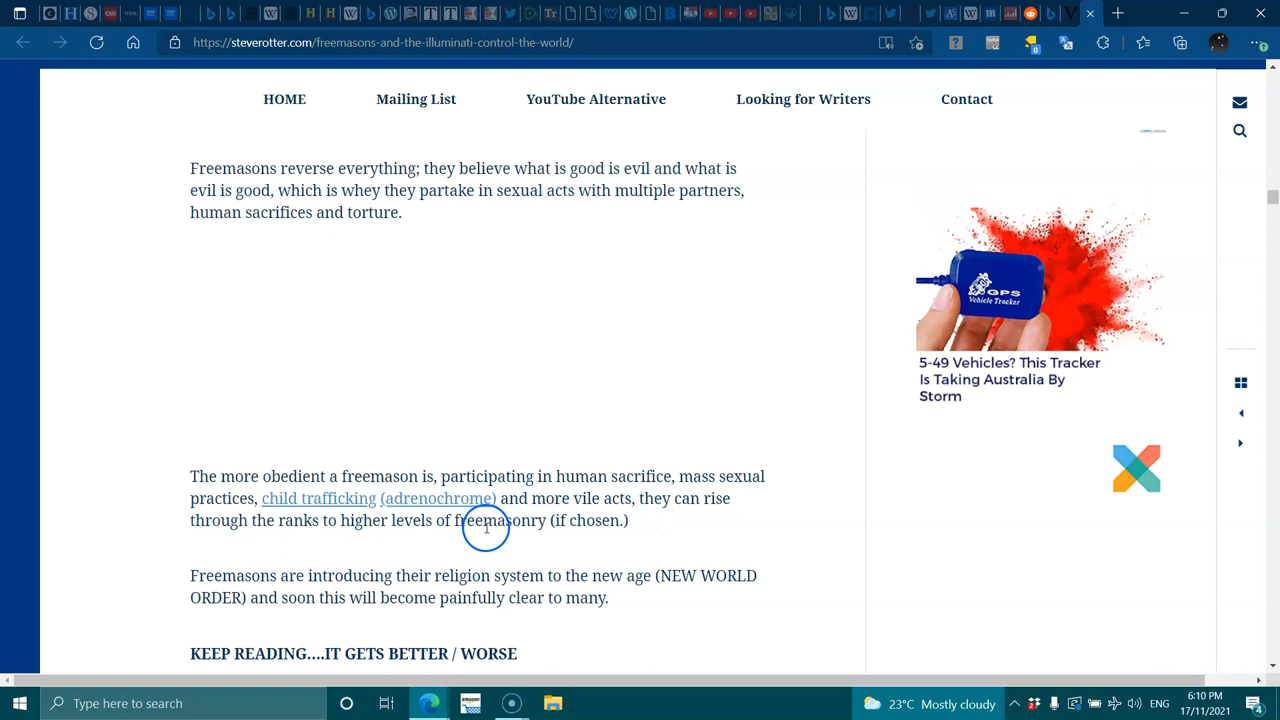 https://steverotter.com/freemasons-and-the-illuminati-control-the-world/
HOME
Mailing List
YouTube Alternative
Looking for Writers
Contact
Freemasons reverse everything; they believe what is good is evil and what is
evil is good, which is whey they partake in sexual acts with multiple partners,
human sacrifices and torture.
GPS
Vehicle Tracker
5-49 Vehicles? This Tracker
Is Taking Australia By
Storm
The more obedient a freemason is, participating in human sacrifice, mass sexual
practices, child trafficking (adrenochrome) and more vile acts, they can rise
through the ranks to higher levels of freemasonry (if chosen.)
Freemasons are introducing their religion system to the new age (NEW WORLD
ORDER) and soon this will become painfully clear to many.
KEEP READING....IT GETS BETTER / WORSE
Type here to search
amazon
23°C Mostly cloudy
ENG
6:10 PM
17/11/2021
4